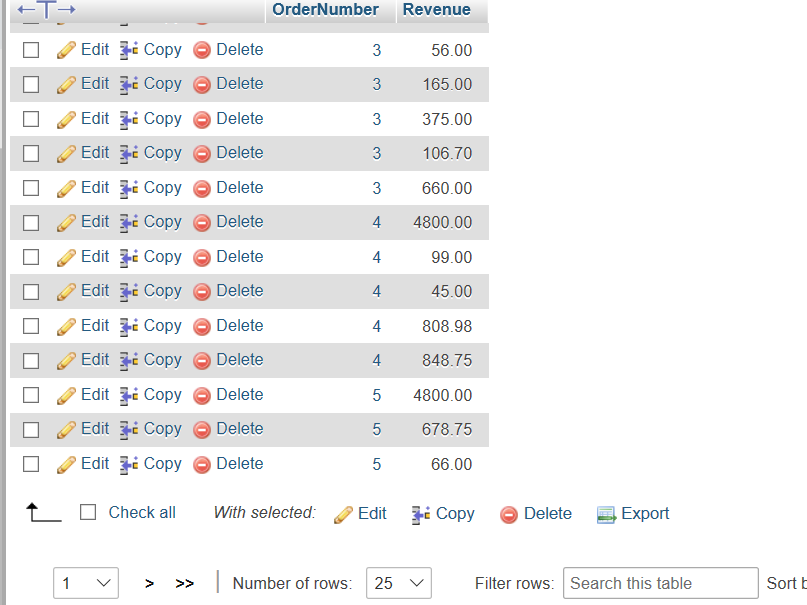 OrderNumber Revenue
Edit Copy Delete 3 56.00
Edit Copy Delete 3 165.00
Edit Copy Delete 3 375.00
Edit Copy Delete 3 106.70
Edit Copy Delete 3 660.00
Edit Copy Delete 4 4800.00
Edit Copy Delete 4 99.00
Edit Copy Delete 4 45.00
Edit Copy Delete 4 808.98
Edit Copy Delete 4 848.75
Edit Copy Delete 5 4800.00
Edit Copy Delete 5 678.75
Edit Copy Delete 5 66.00
Check all With selected: Edit Copy Delete Export
1 > >> Number of rows: 25 Filter rows: Search this table Sort